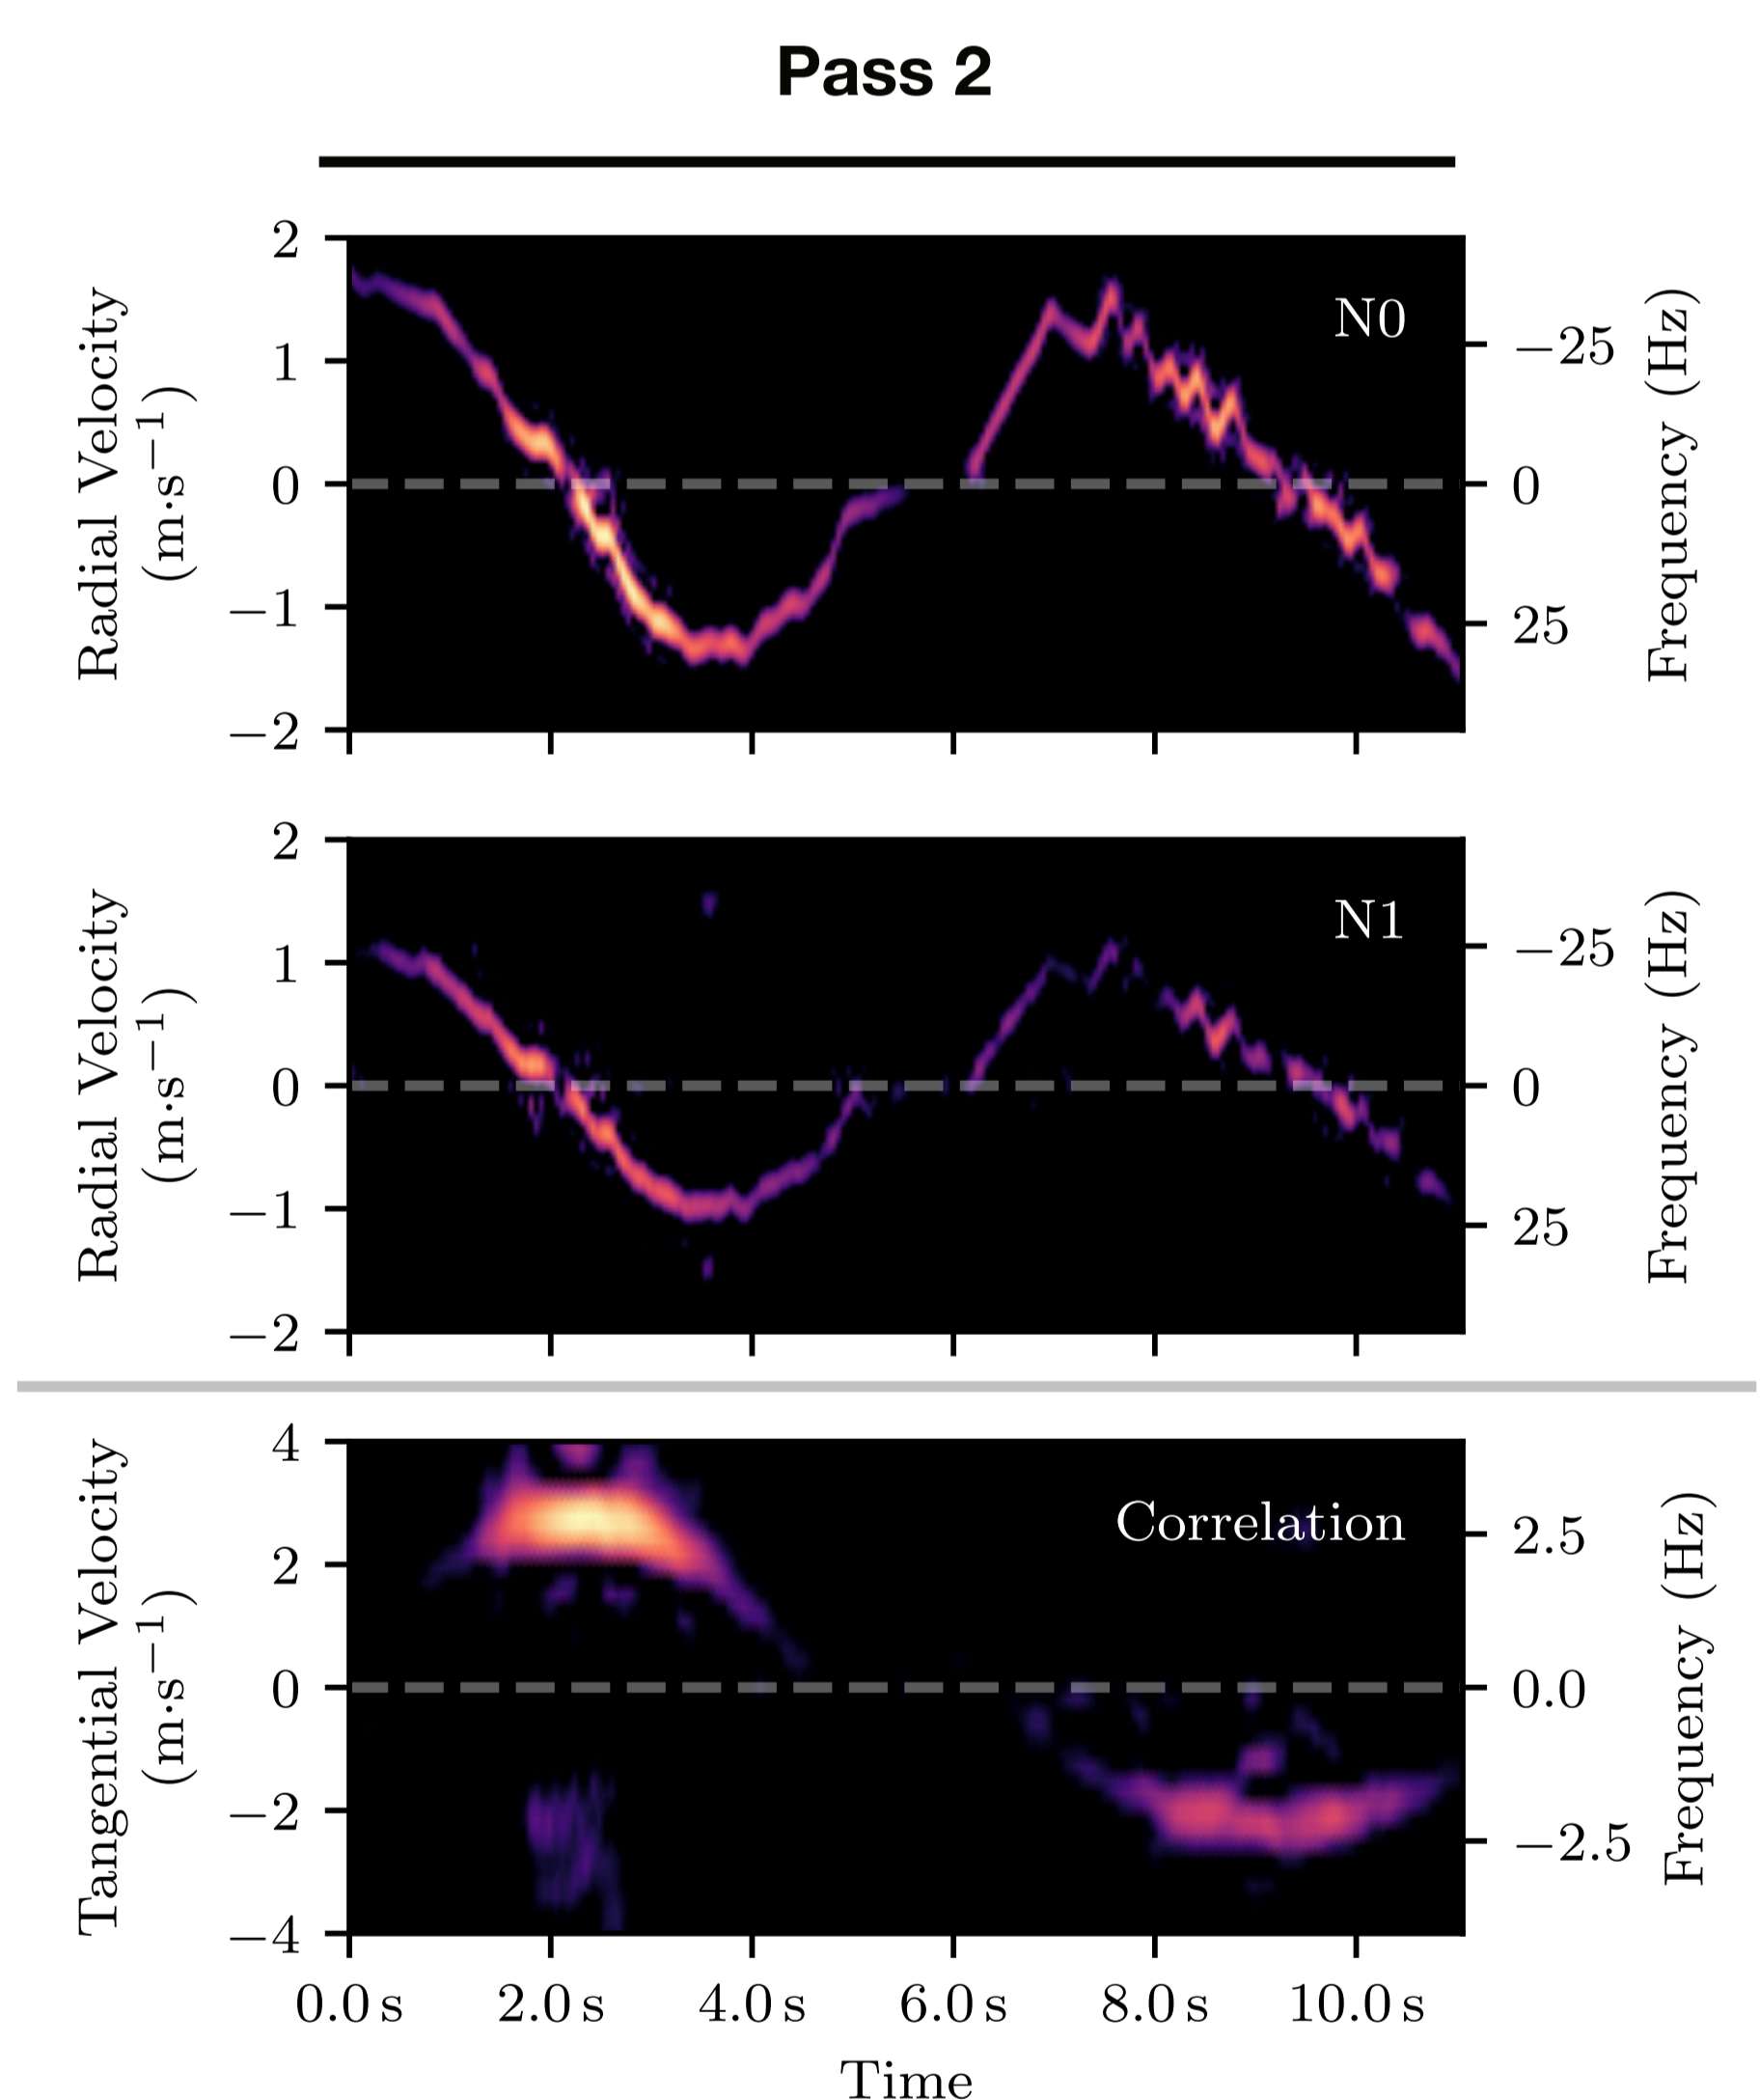 Pass 2
2
1
0
−1
−2
Radial Velocity
(m·s⁻¹)
N0
−25
0
25
Frequency (Hz)
2
1
0
−1
−2
Radial Velocity
(m·s⁻¹)
N1
−25
0
25
Frequency (Hz)
4
2
0
−2
−4
Tangential Velocity
(m·s⁻¹)
Correlation
2.5
0.0
−2.5
Frequency (Hz)
0.0 s 2.0 s 4.0 s 6.0 s 8.0 s 10.0 s
Time